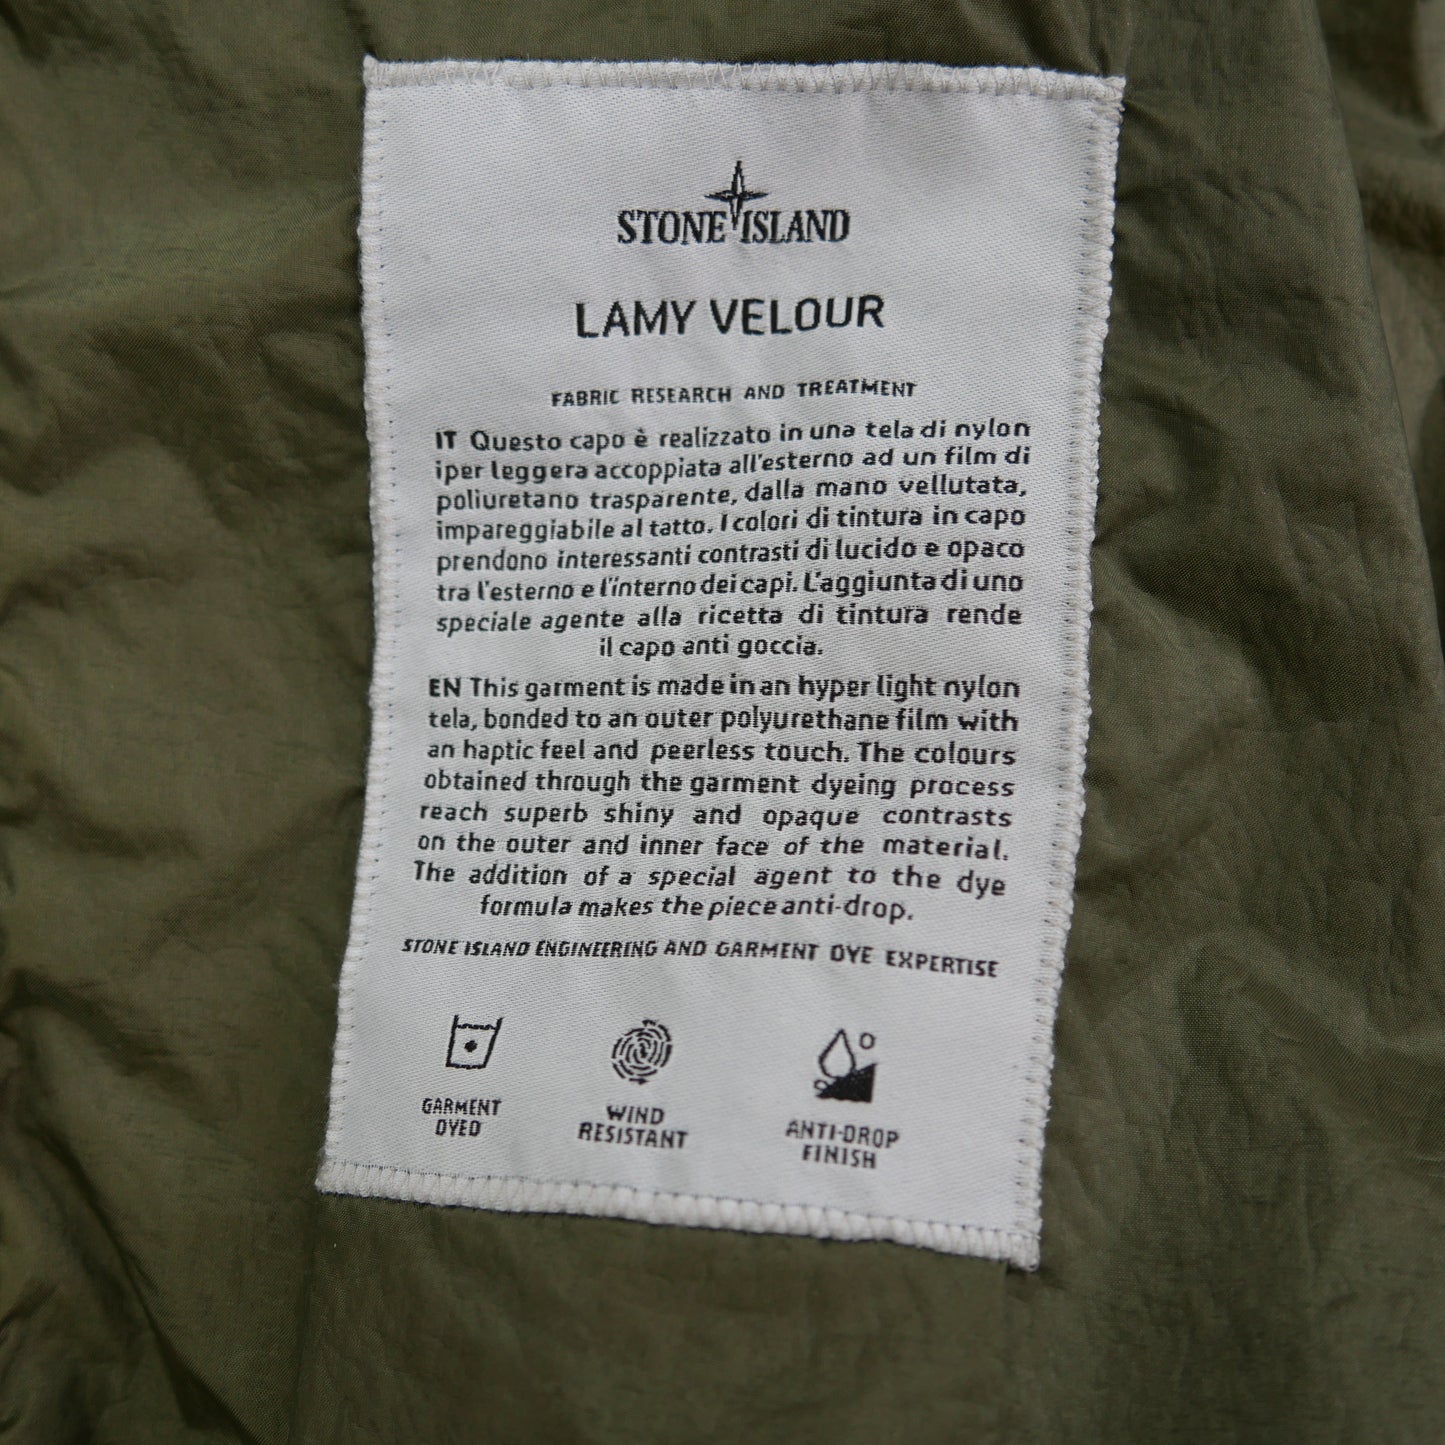 STONE ISLAND
LAMY VELOUR
FABRIC RESEARCH AND TREATMENT
IT Questo capo è realizzato in una tela di nylon
iper leggera accoppiata all'esterno ad un film di
poliuretano trasparente, dalla mano vellutata,
impareggiabile al tatto. I colori di tintura in capo
prendono interessanti contrasti di lucido e opaco
tra l'esterno e l'interno dei capi. L'aggiunta di uno
speciale agente alla ricetta di tintura rende
il capo anti goccia.
EN This garment is made in an hyper light nylon
tela, bonded to an outer polyurethane film with
an haptic feel and peerless touch. The colours
obtained through the garment dyeing process
reach superb shiny and opaque contrasts
on the outer and inner face of the material.
The addition of a special agent to the dye
formula makes the piece anti-drop.
STONE ISLAND ENGINEERING AND GARMENT DYE EXPERTISE
GARMENT
DYED
WIND
RESISTANT
ANTI-DROP
FINISH